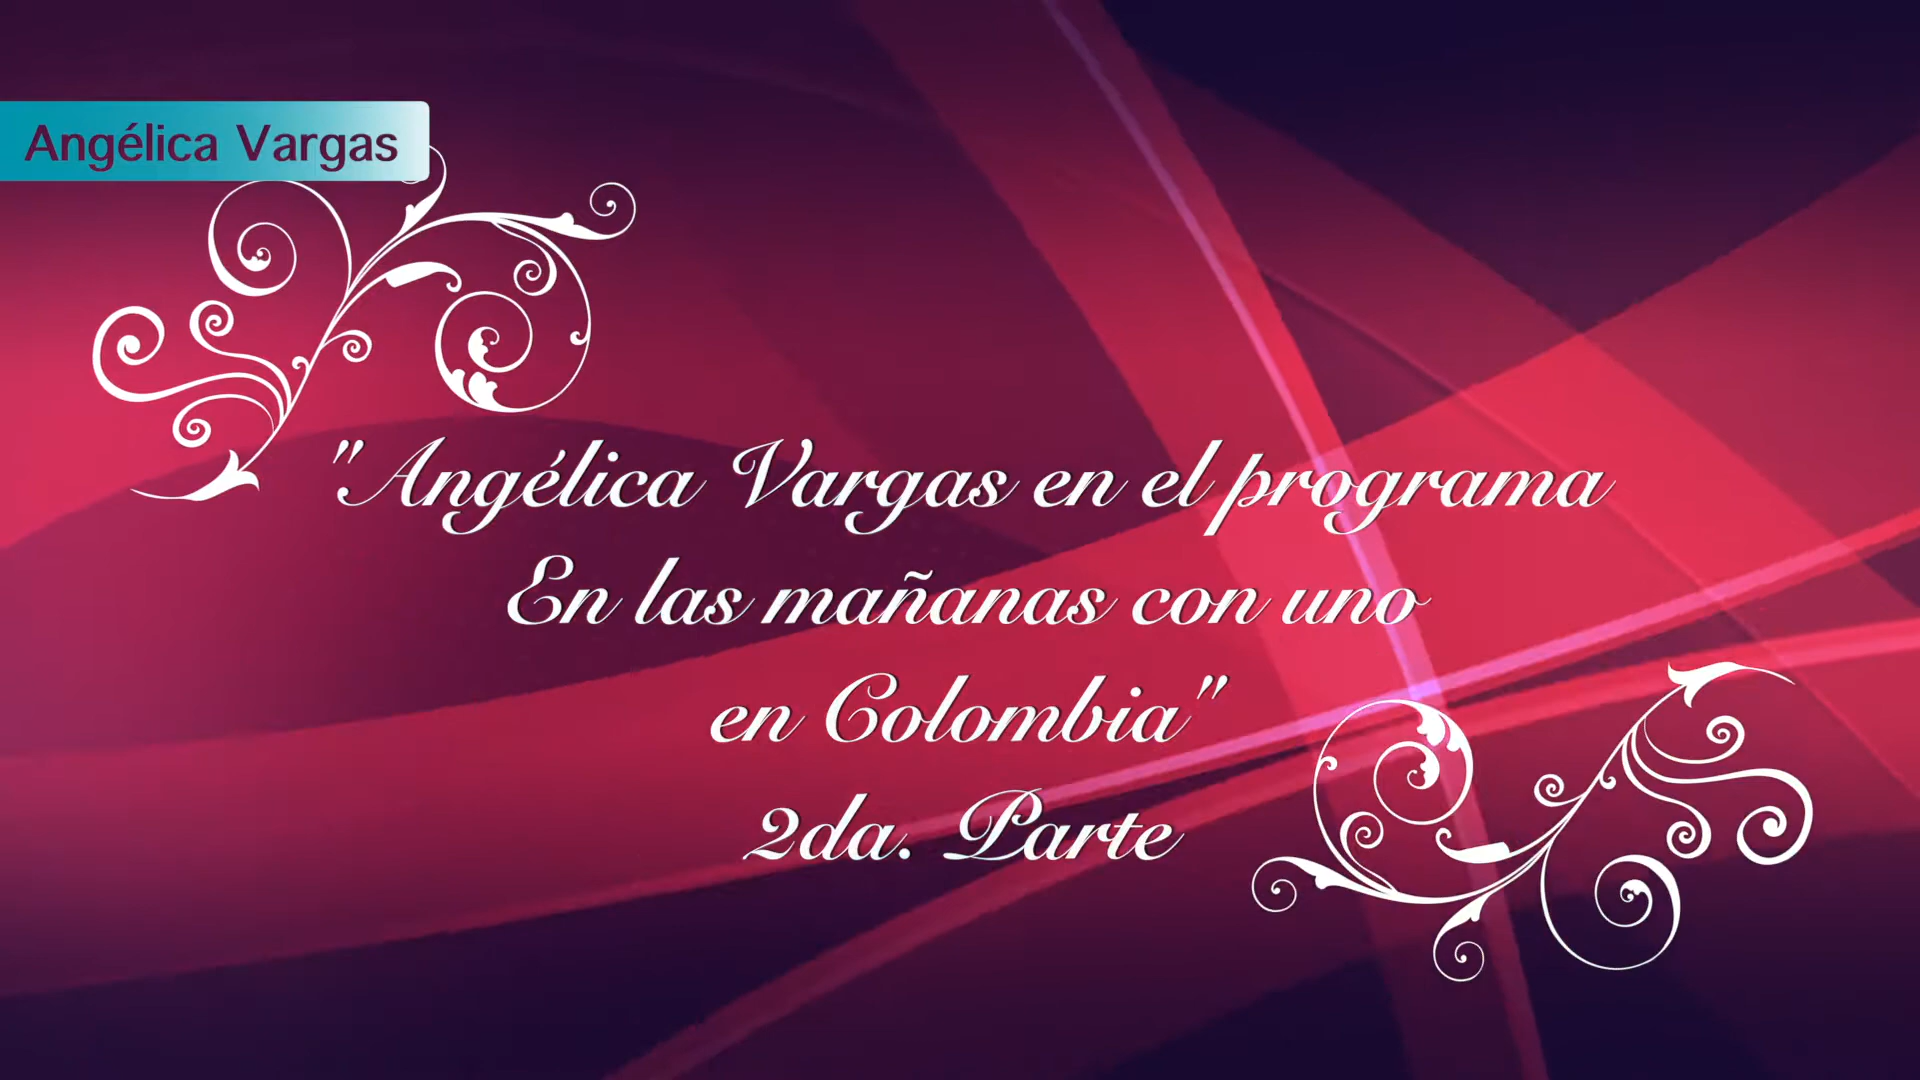 Angélica Vargas
"Angélica Vargas en el programa
En las mañanas con uno
en Colombia"
2da. Parte